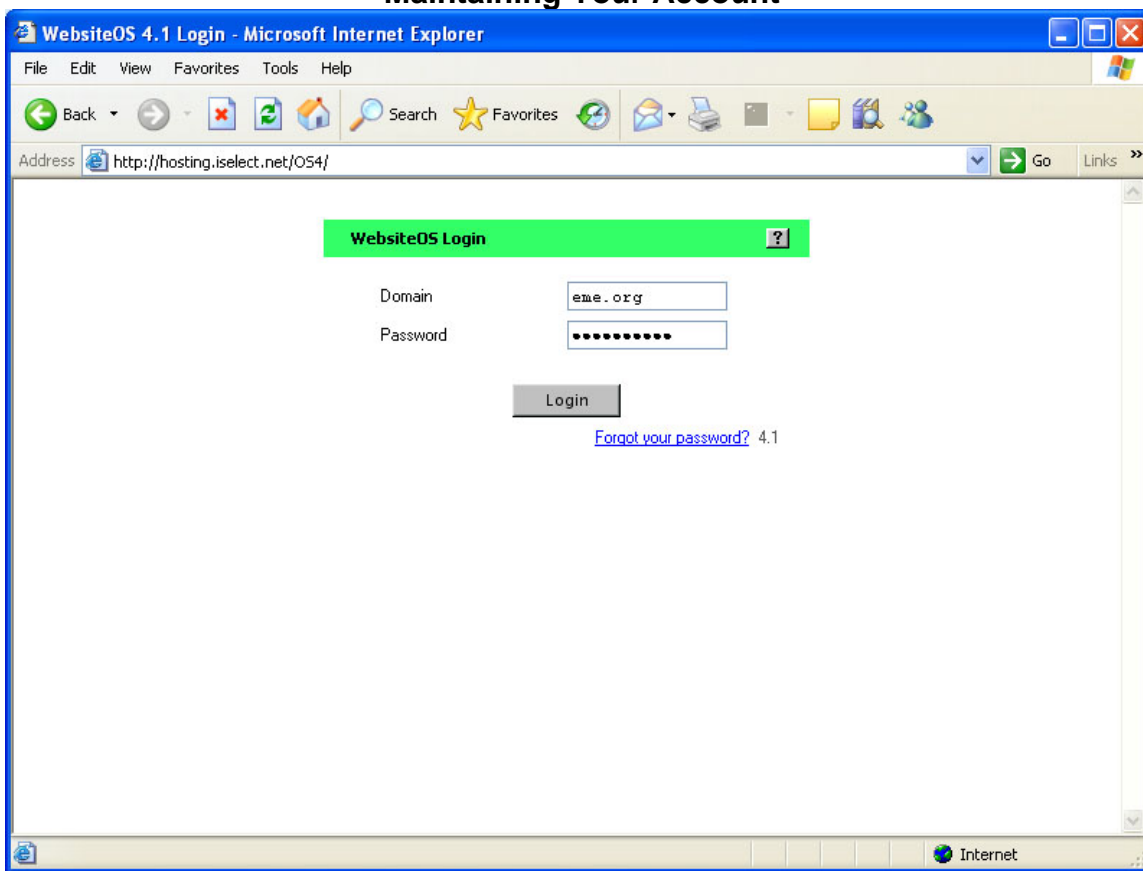 Maintaining Your Account
WebsiteOS 4.1 Login - Microsoft Internet Explorer
File Edit View Favorites Tools Help
Back Search Favorites
Address http://hosting.iselect.net/OS4/ Go Links »
WebsiteOS Login ?
Domain eme.org
Password ••••••••••
Login
Forgot your password? 4.1
Internet